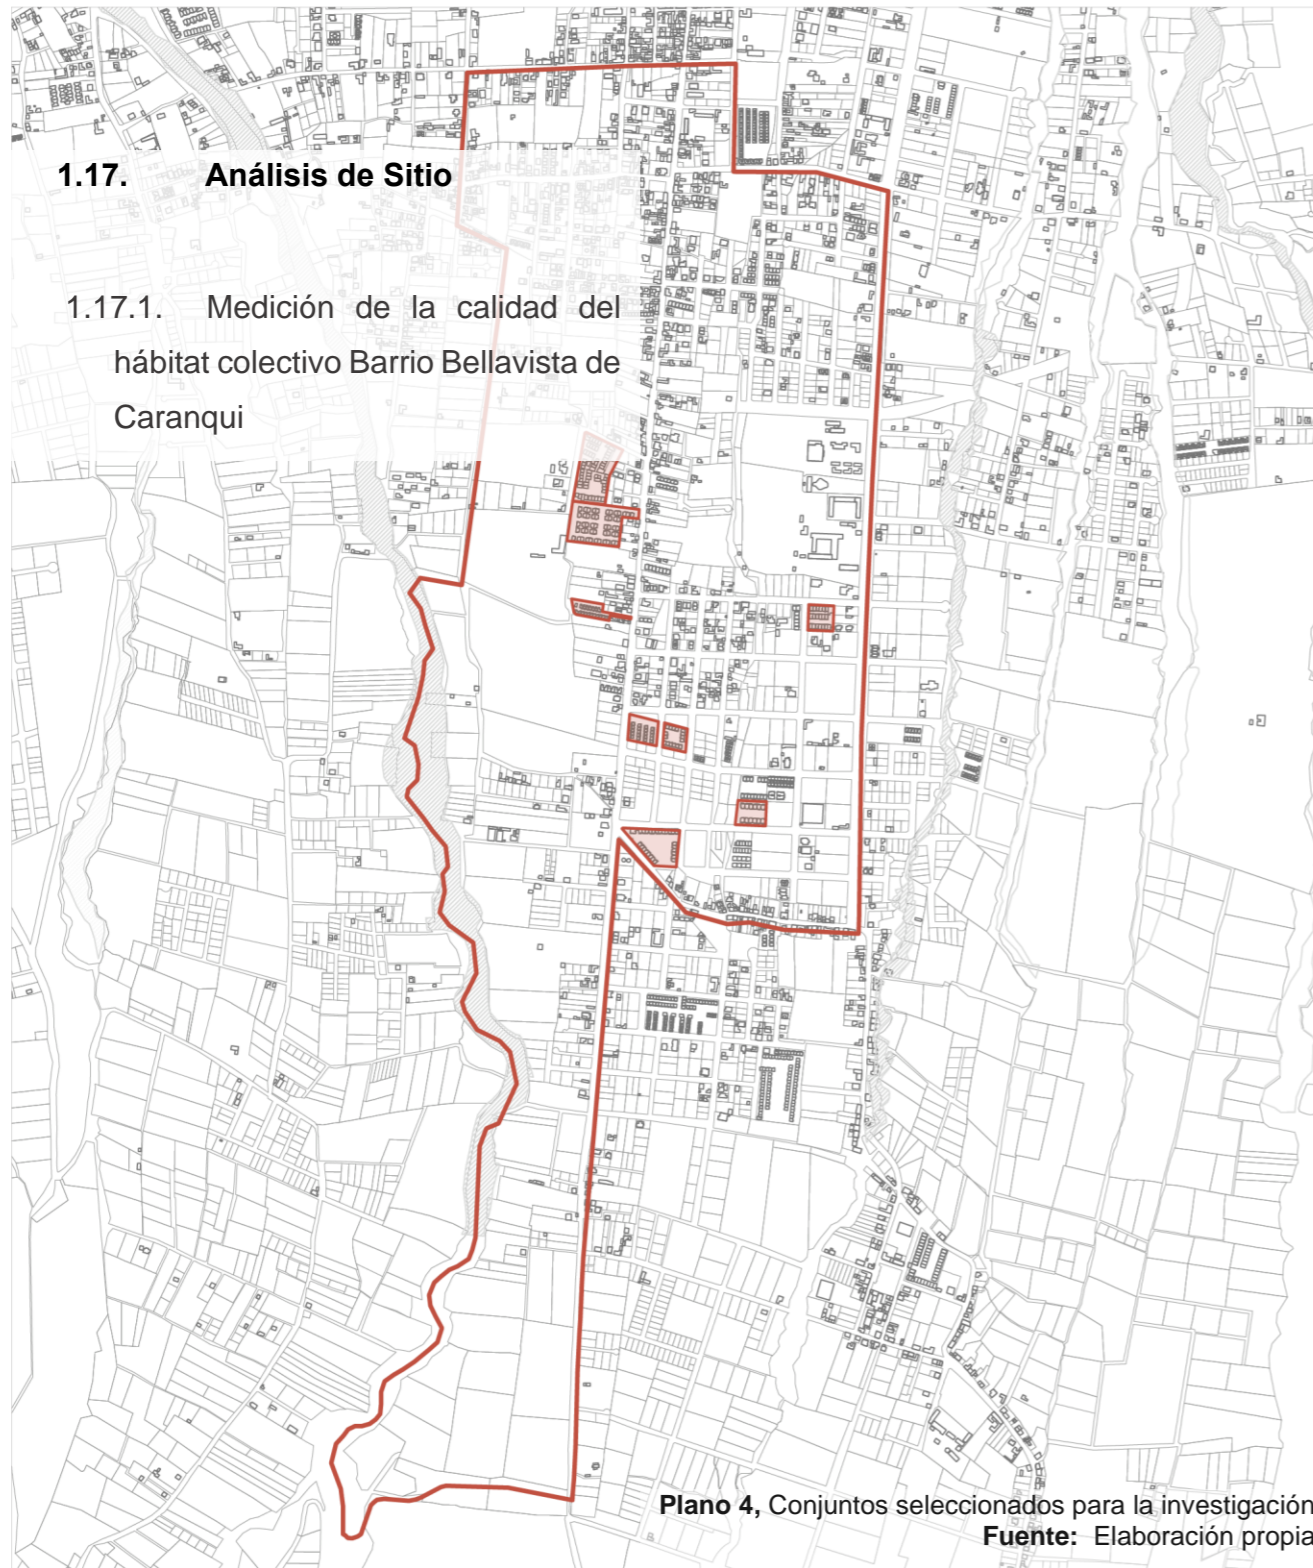 1.17. Análisis de Sitio
1.17.1. Medición de la calidad del
hábitat colectivo Barrio Bellavista de
Caranqui
Plano 4, Conjuntos seleccionados para la investigación
Fuente: Elaboración propia